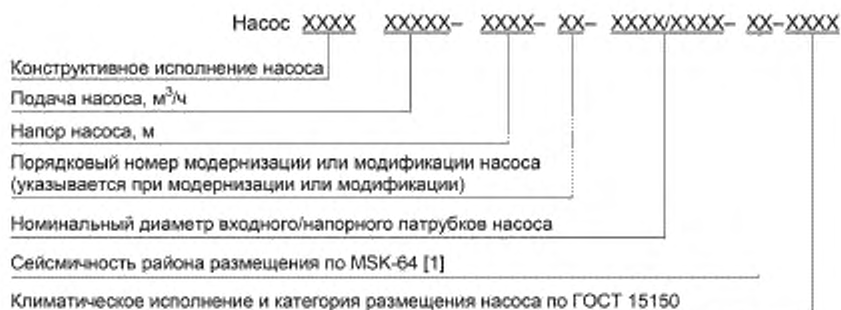 Насос XXXX XXXXX– XXXX– XX– XXXX/XXXX– XX–XXXX
Конструктивное исполнение насоса
Подача насоса, м³/ч
Напор насоса, м
Порядковый номер модернизации или модификации насоса
(указывается при модернизации или модификации)
Номинальный диаметр входного/напорного патрубков насоса
Сейсмичность района размещения по MSK-64 [1]
Климатическое исполнение и категория размещения насоса по ГОСТ 15150